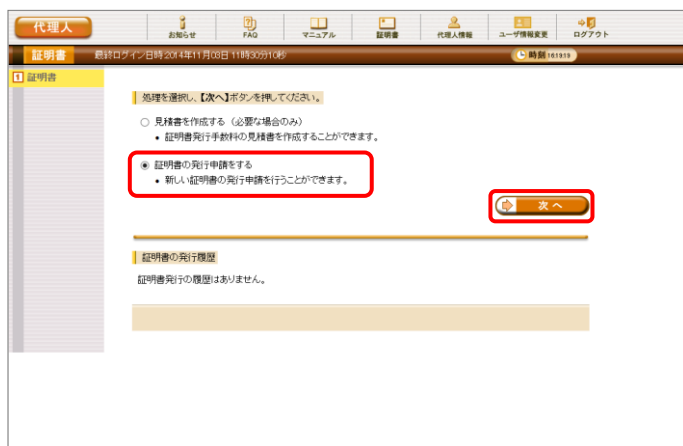 代理人
お知らせ
FAQ
マニュアル
証明書
代理人情報
ユーザ情報変更
ログアウト
証明書 最終ログイン日時:2014年11月03日 11時30分10秒
時刻 161919
1 証明書
処理を選択し、【次へ】ボタンを押してください。
見積書を作成する（必要な場合のみ）
• 証明書発行手数料の見積書を作成することができます。
証明書の発行申請をする
• 新しい証明書の発行申請を行うことができます。
次 へ
証明書の発行履歴
証明書発行の履歴はありません。